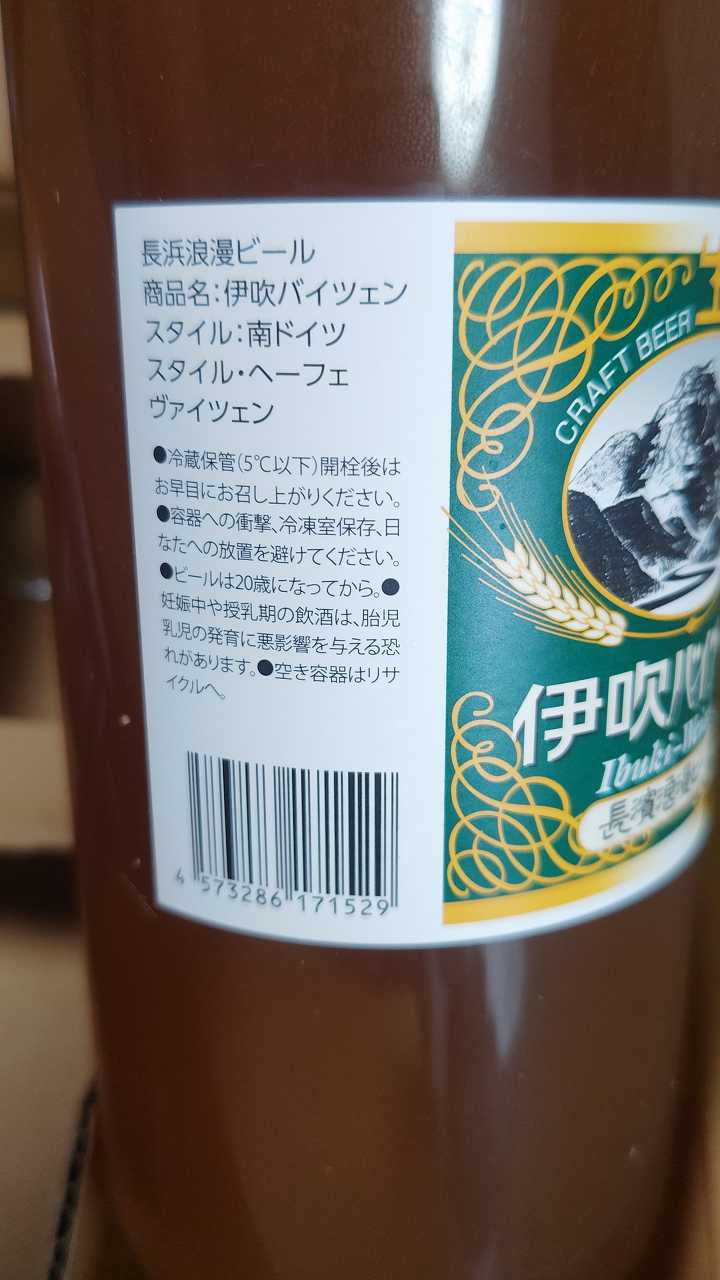 長浜浪漫ビール
商品名:伊吹バイツェン
スタイル:南ドイツ
スタイル・ヘーフェ
ヴァイツェン
●冷蔵保管(5℃以下)開栓後は
お早目にお召し上がりください。
●容器への衝撃、冷凍室保存、日
なたへの放置を避けてください。
●ビールは20歳になってから。●
妊娠中や授乳期の飲酒は、胎児
乳児の発育に悪影響を与える恐
れがあります。●空き容器はリサ
イクルへ。
4 573286 171529
CRAFT BEER
伊吹バイ
Ibuki-
長濱浪漫